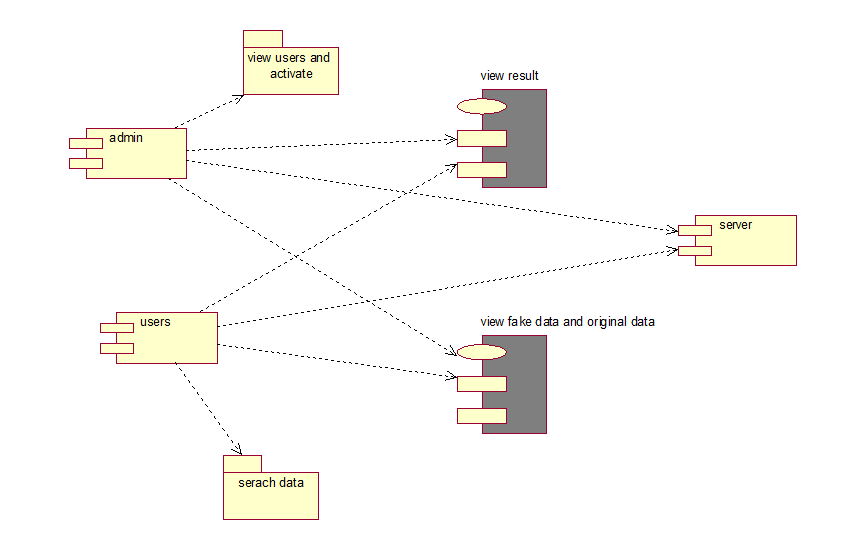 view users and
activate
view result
admin
server
users
view fake data and original data
serach data